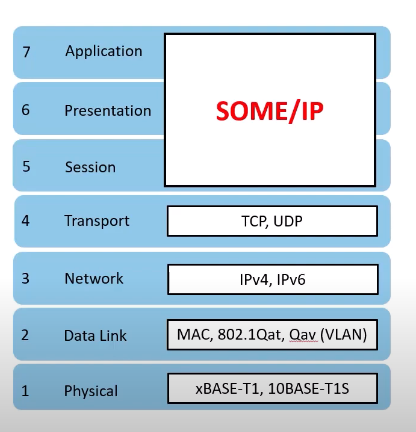 7 Application
6 Presentation
SOME/IP
5 Session
4 Transport TCP, UDP
3 Network IPv4, IPv6
2 Data Link MAC, 802.1Qat, Qav (VLAN)
1 Physical xBASE-T1, 10BASE-T1S